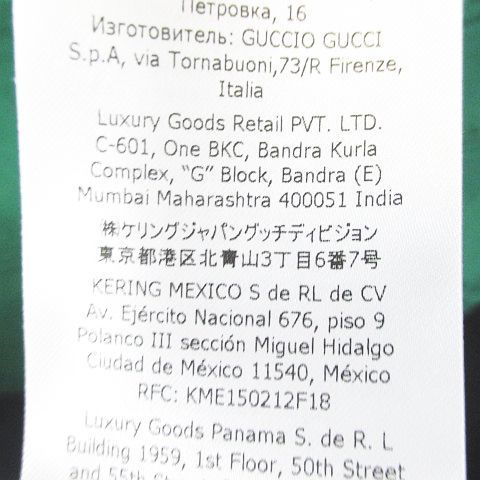 Петровка, 16
Изготовитель: GUCCIO GUCCI
S.p.A, via Tornabuoni,73/R Firenze,
Italia
Luxury Goods Retail PVT. LTD.
C-601, One BKC, Bandra Kurla
Complex, “G” Block, Bandra (E)
Mumbai Maharashtra 400051 India
㈱ケリングジャパングッチディビジョン
東京都港区北青山3丁目6番7号
KERING MEXICO S de RL de CV
Av. Ejército Nacional 676, piso 9
Polanco III sección Miguel Hidalgo
Ciudad de México 11540, México
RFC: KME150212F18
Luxury Goods Panama S. de R. L
Building 1959, 1st Floor, 50th Street
and 55th Street